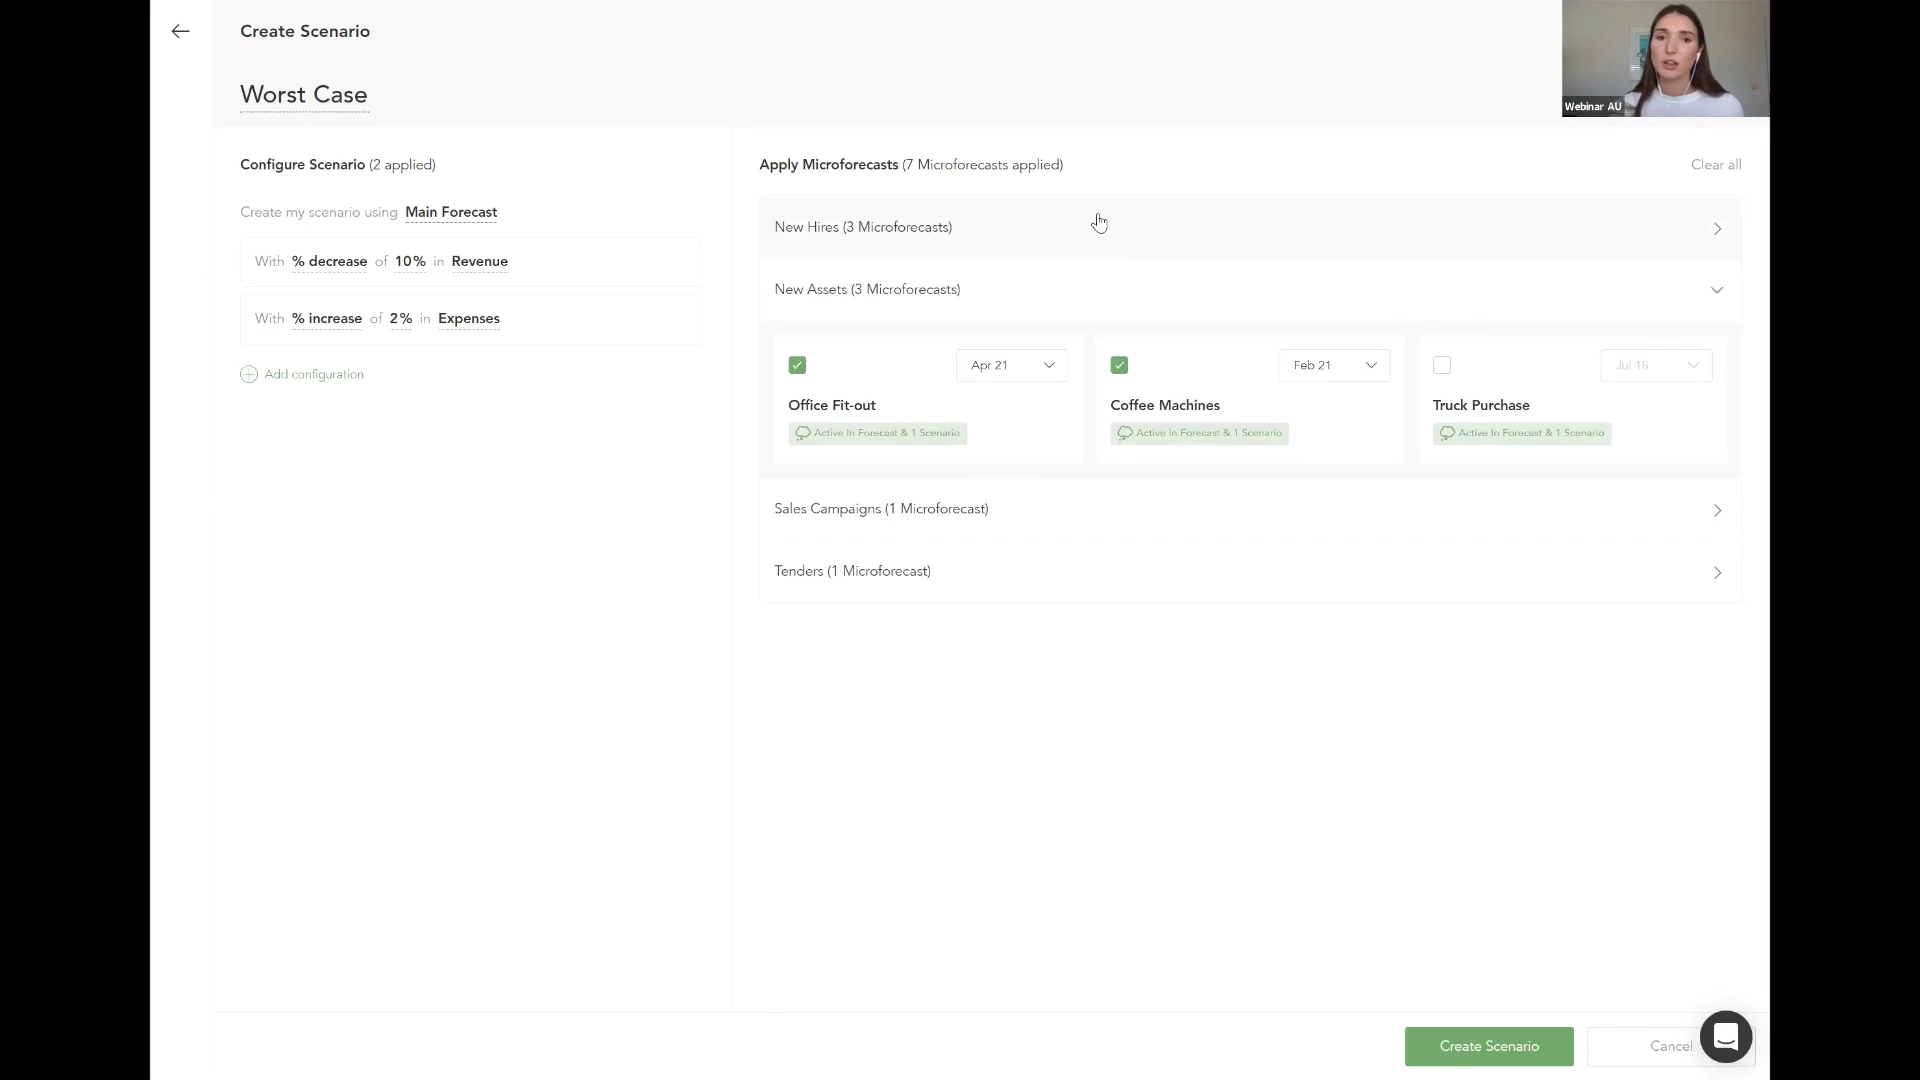 Create Scenario
Worst Case
Webinar AU
Configure Scenario (2 applied)
Create my scenario using Main Forecast
With % decrease of 10% in Revenue
With % increase of 2% in Expenses
Add configuration
Apply Microforecasts (7 Microforecasts applied)
Clear all
New Hires (3 Microforecasts)
New Assets (3 Microforecasts)
Apr 21
Office Fit-out
Active In Forecast & 1 Scenario
Feb 21
Coffee Machines
Active In Forecast & 1 Scenario
Jul 18
Truck Purchase
Active In Forecast & 1 Scenario
Sales Campaigns (1 Microforecast)
Tenders (1 Microforecast)
Create Scenario
Cancel